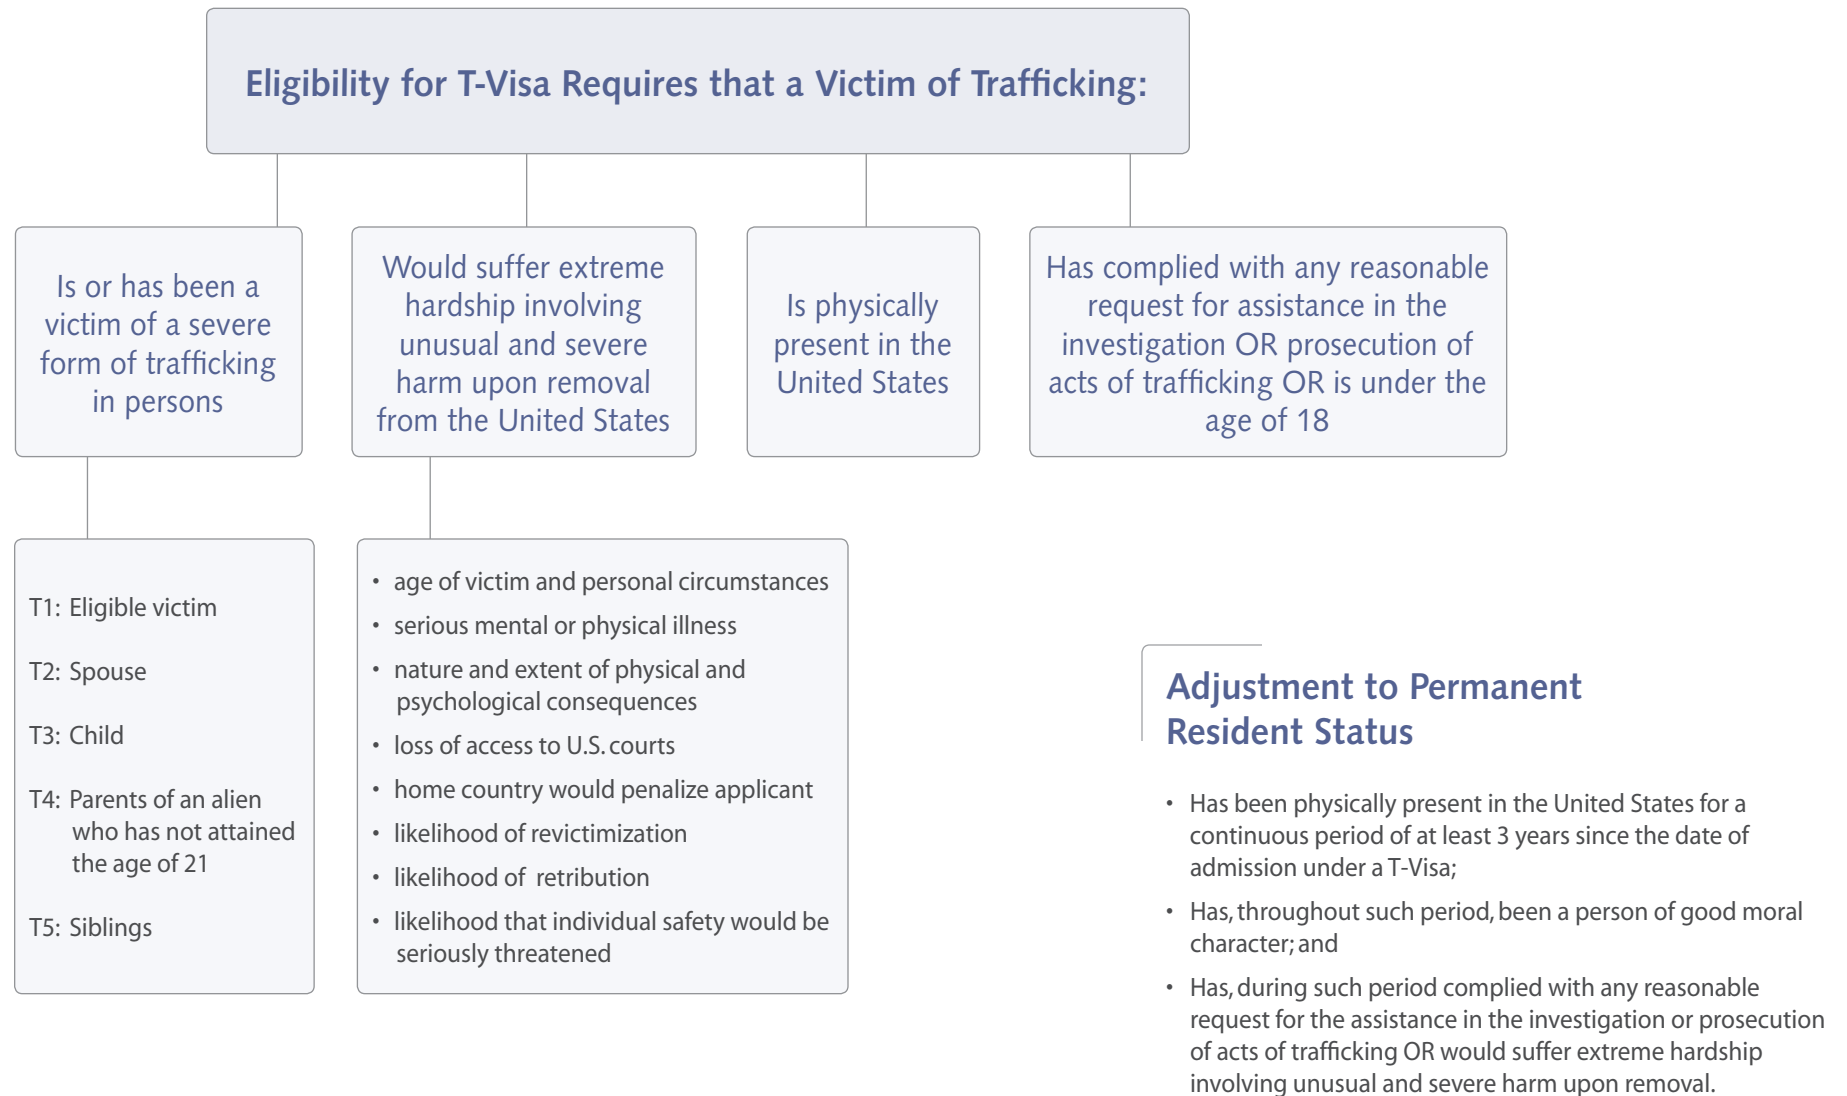 Eligibility for T-Visa Requires that a Victim of Trafficking:
Is or has been a
victim of a severe
form of trafficking
in persons
Would suffer extreme
hardship involving
unusual and severe
harm upon removal
from the United States
Is physically
present in the
United States
Has complied with any reasonable
request for assistance in the
investigation OR prosecution of
acts of trafficking OR is under the
age of 18
T1: Eligible victim
T2: Spouse
T3: Child
T4: Parents of an alien
who has not attained
the age of 21
T5: Siblings
• age of victim and personal circumstances
• serious mental or physical illness
• nature and extent of physical and
psychological consequences
• loss of access to U.S. courts
• home country would penalize applicant
• likelihood of revictimization
• likelihood of retribution
• likelihood that individual safety would be
seriously threatened
Adjustment to Permanent
Resident Status
• Has been physically present in the United States for a
continuous period of at least 3 years since the date of
admission under a T-Visa;
• Has, throughout such period, been a person of good moral
character; and
• Has, during such period complied with any reasonable
request for the assistance in the investigation or prosecution
of acts of trafficking OR would suffer extreme hardship
involving unusual and severe harm upon removal.